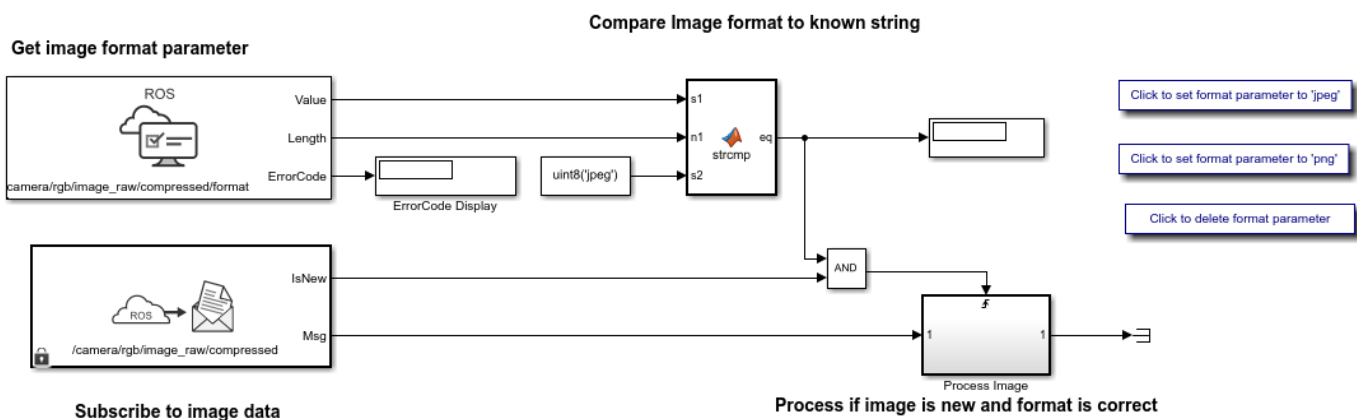 Compare Image format to known string
Get image format parameter
ROS
Value
Length
ErrorCode
camera/rgb/image_raw/compressed/format
ErrorCode Display
uint8('jpeg')
s1
n1
s2
strcmp
eq
Click to set format parameter to 'jpeg'
Click to set format parameter to 'png'
Click to delete format parameter
IsNew
Msg
ROS
/camera/rgb/image_raw/compressed
AND
1
1
Process Image
Subscribe to image data
Process if image is new and format is correct